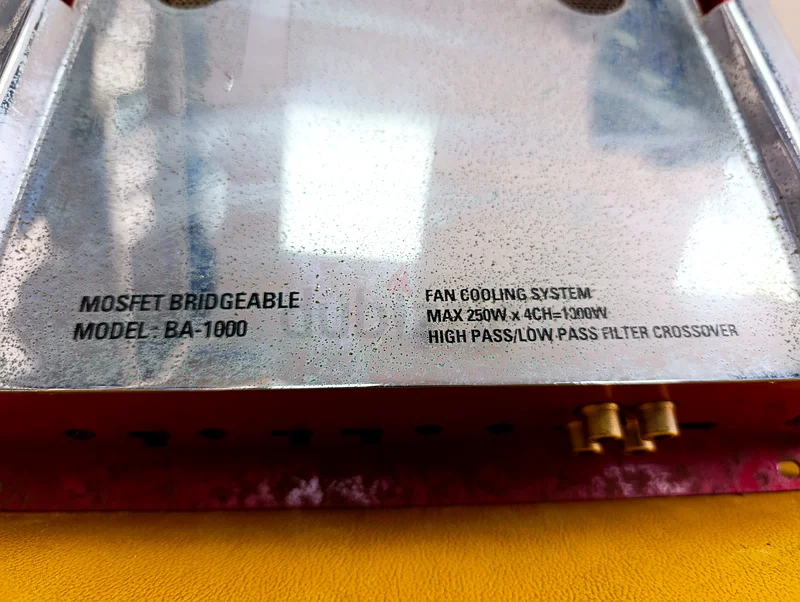 MOSFET BRIDGEABLE
MODEL : BA-1000
FAN COOLING SYSTEM
MAX 250W x 4CH=1000W
HIGH PASS/LOW PASS FILTER CROSSOVER